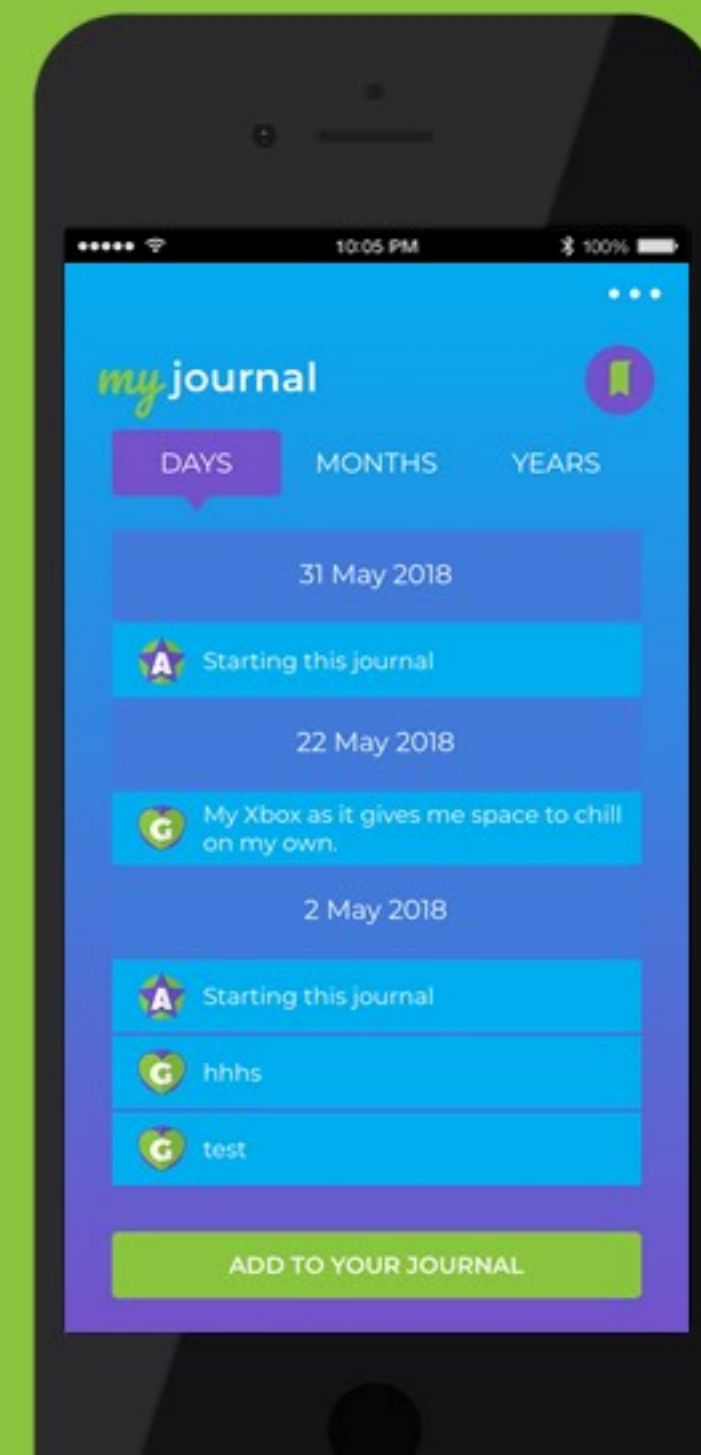 10:05 PM
100%
my journal
DAYS MONTHS YEARS
31 May 2018
A Starting this journal
22 May 2018
G My Xbox as it gives me space to chill
on my own.
2 May 2018
A Starting this journal
G hhhs
G test
ADD TO YOUR JOURNAL